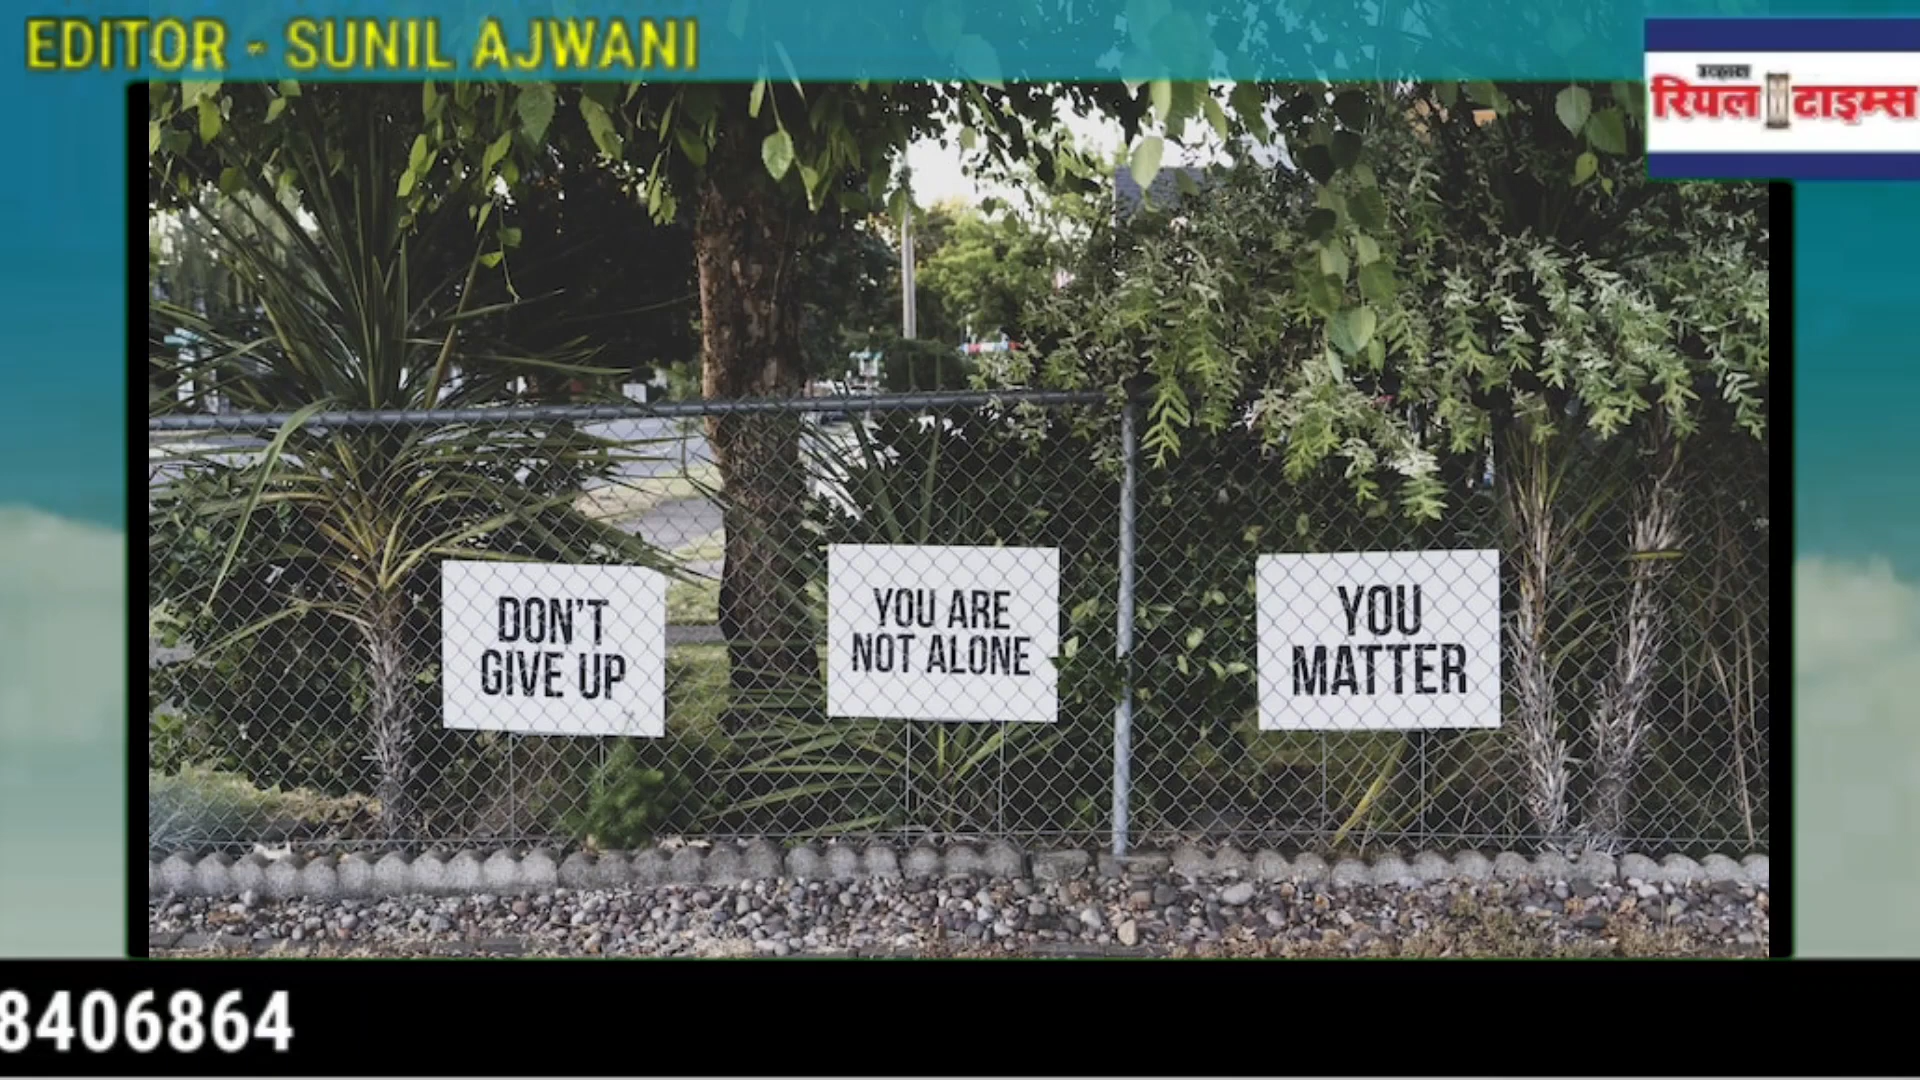 EDITOR - SUNIL AJWANI
रियल टाइम्स
DON'T
GIVE UP
YOU ARE
NOT ALONE
YOU
MATTER
8406864